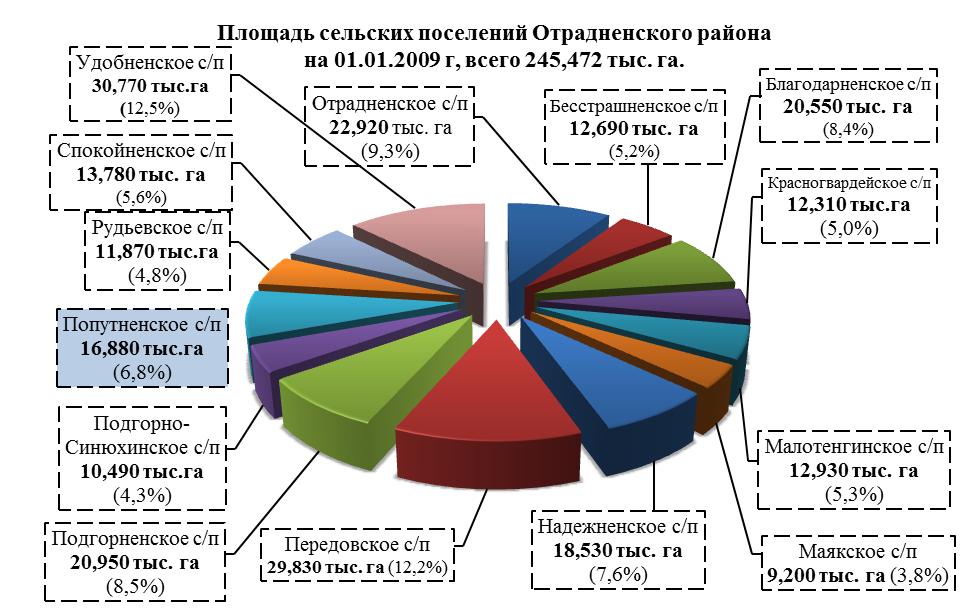 Площадь сельских поселений Отрадненского района
на 01.01.2009 г, всего 245,472 тыс. га.
Удобненское с/п
30,770 тыс.га
(12,5%)
Отрадненское с/п
22,920 тыс. га
(9,3%)
Бесстрашненское с/п
12,690 тыс. га
(5,2%)
Благодарненское с/п
20,550 тыс. га
(8,4%)
Спокойненское с/п
13,780 тыс. га
(5,6%)
Красногвардейское с/п
12,310 тыс.га
(5,0%)
Рудьевское с/п
11,870 тыс.га
(4,8%)
Попутненское с/п
16,880 тыс.га
(6,8%)
Подгорно-
Синюхинское с/п
10,490 тыс.га
(4,3%)
Малотенгинское с/п
12,930 тыс. га
(5,3%)
Подгорненское с/п
20,950 тыс. га
(8,5%)
Передовское с/п
29,830 тыс. га (12,2%)
Надежненское с/п
18,530 тыс. га
(7,6%)
Маякское с/п
9,200 тыс. га (3,8%)